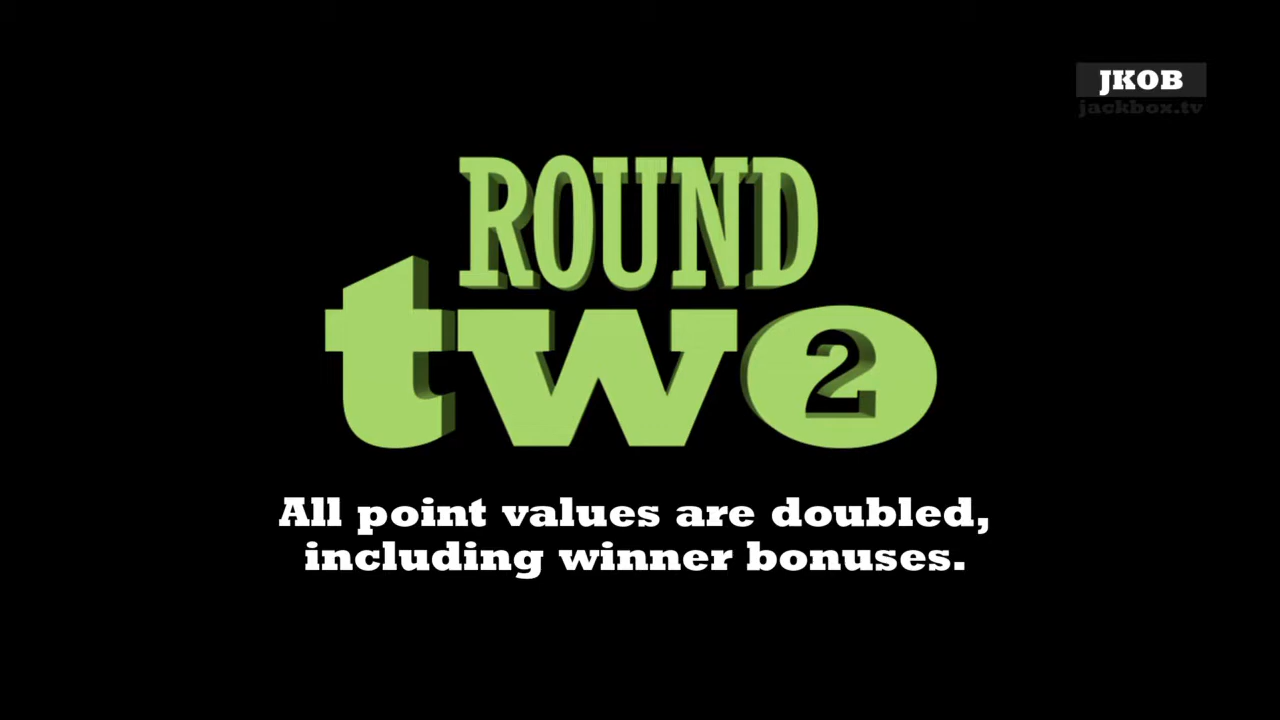 JKOB
jackbox.tv
ROUND
two
2
All point values are doubled,
including winner bonuses.